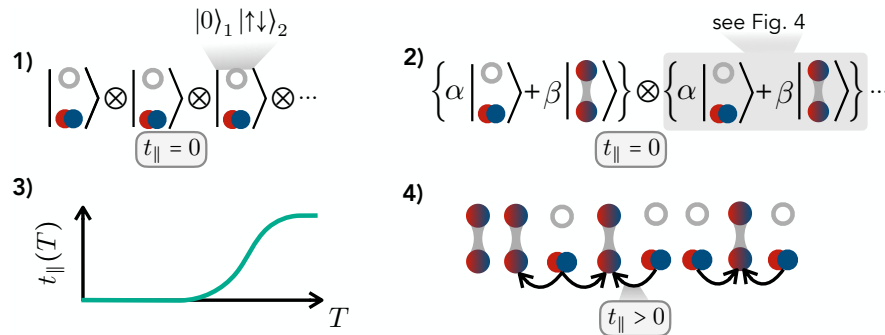 |0⟩₁ |↑↓⟩₂
1)
| ⟩ ⊗ | ⟩ ⊗ | ⟩ ⊗ ...
t∥ = 0
see Fig. 4
2)
{α| ⟩ + β| ⟩} ⊗ {α| ⟩ + β| ⟩} ...
t∥ = 0
3)
t∥(T)
T
4)
t∥ > 0